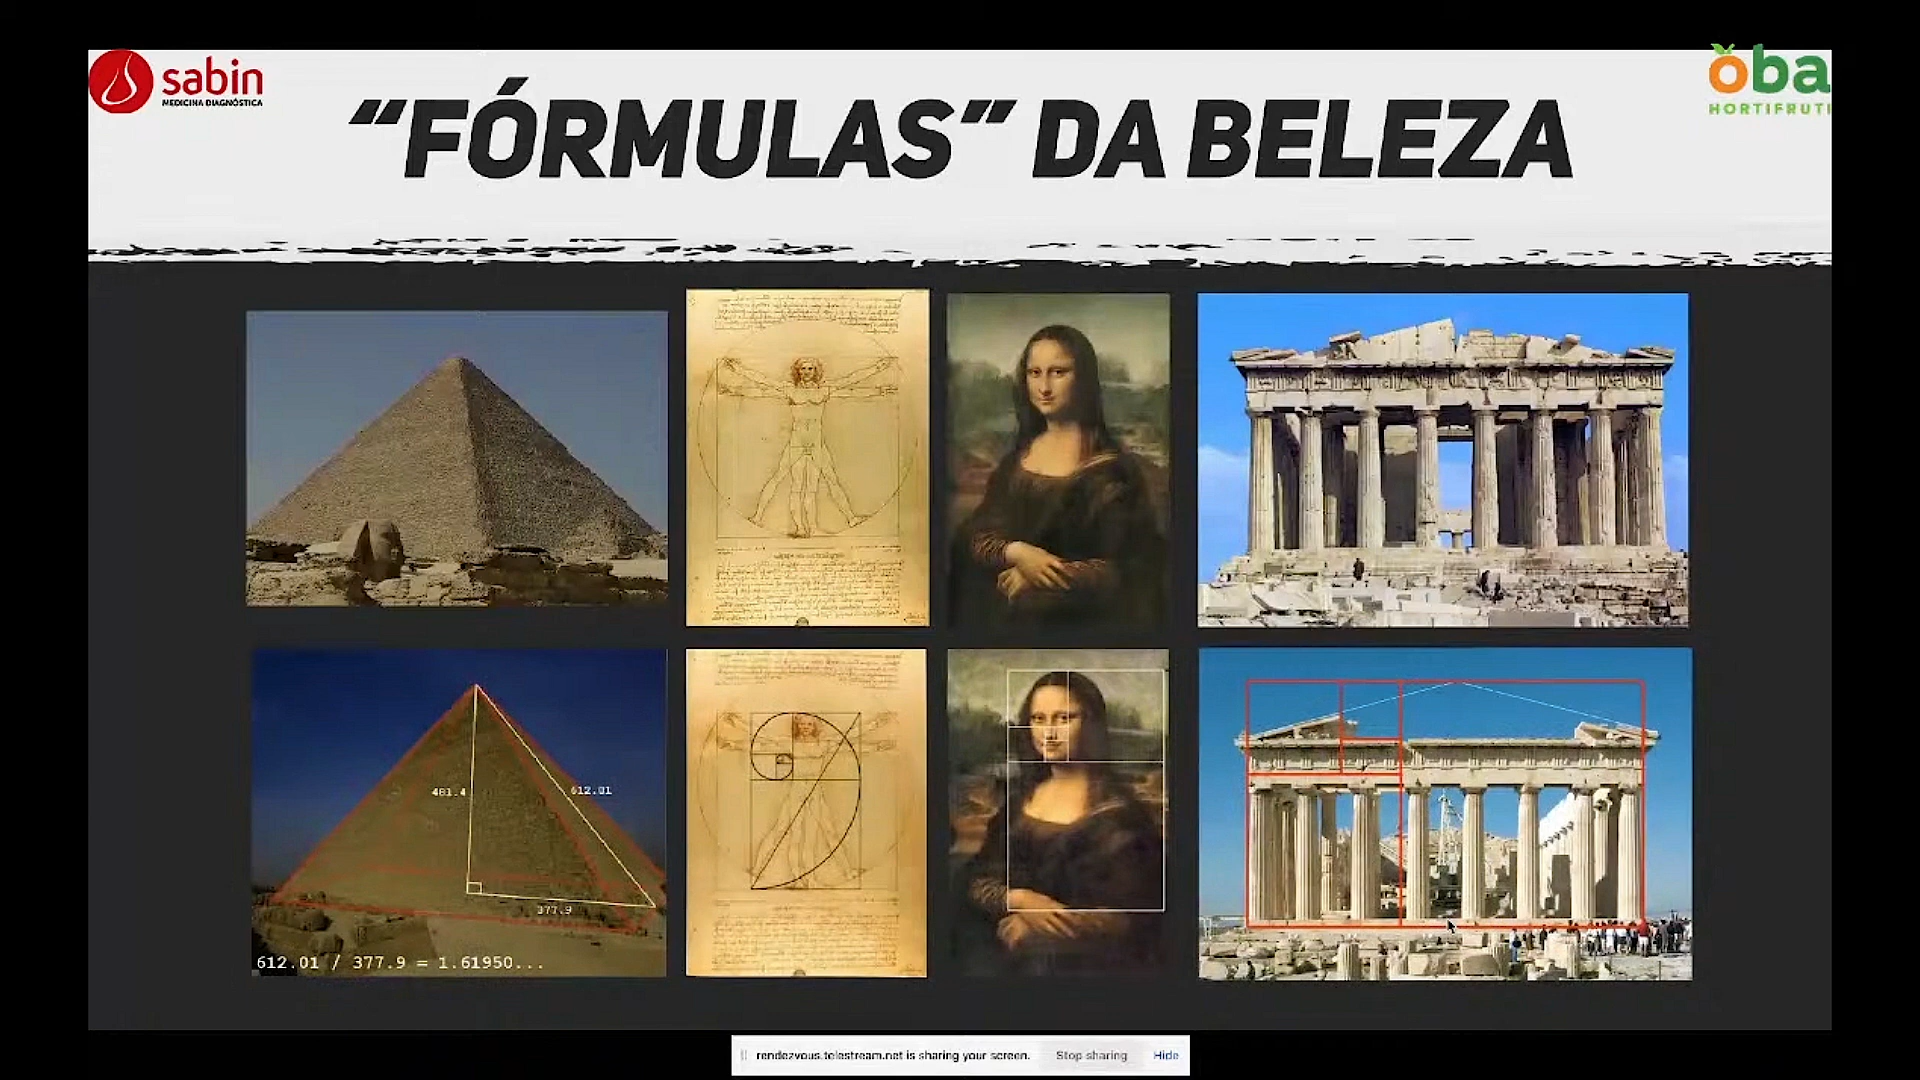 sabin
MEDICINA DIAGNÓSTICA
“FÓRMULAS” DA BELEZA
oba
HORTIFRUTI
481.4
612.01
377.9
612.01 / 377.9 = 1.61950...
rendezvous.telestream.net is sharing your screen.
Stop sharing
Hide